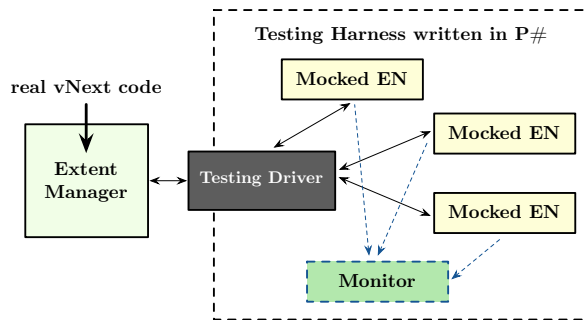 Testing Harness written in P#
Mocked EN
real vNext code
Mocked EN
Extent
Manager
Testing Driver
Mocked EN
Monitor